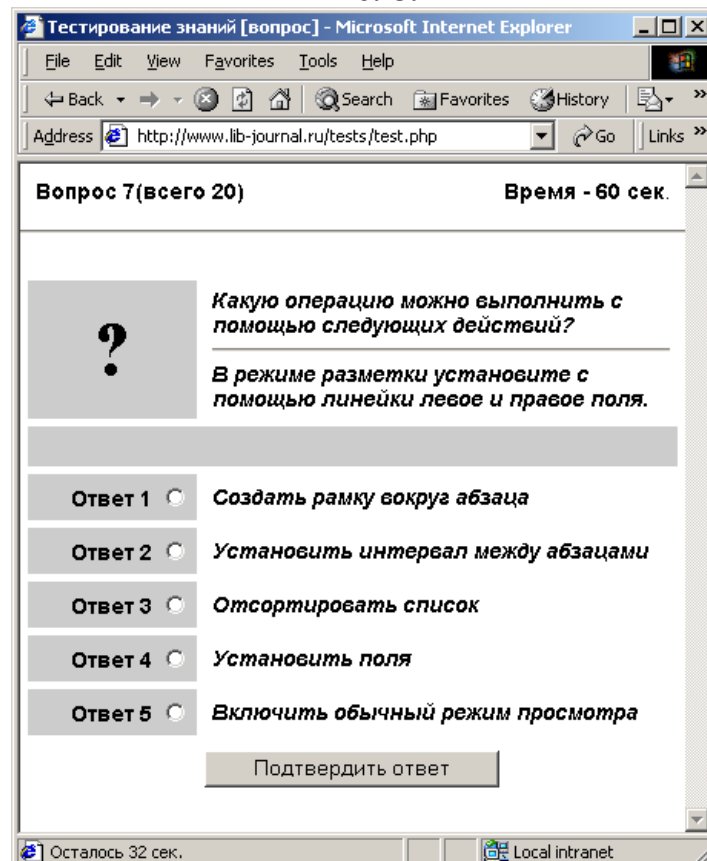 Тестирование знаний [вопрос] - Microsoft Internet Explorer
File Edit View Favorites Tools Help
Back Search Favorites History »
Address http://www.lib-journal.ru/tests/test.php Go Links »
Вопрос 7(всего 20) Время - 60 сек.
?
Какую операцию можно выполнить с
помощью следующих действий?
В режиме разметки установите с
помощью линейки левое и правое поля.
Ответ 1 Создать рамку вокруг абзаца
Ответ 2 Установить интервал между абзацами
Ответ 3 Отсортировать список
Ответ 4 Установить поля
Ответ 5 Включить обычный режим просмотра
Подтвердить ответ
Осталось 32 сек. Local intranet